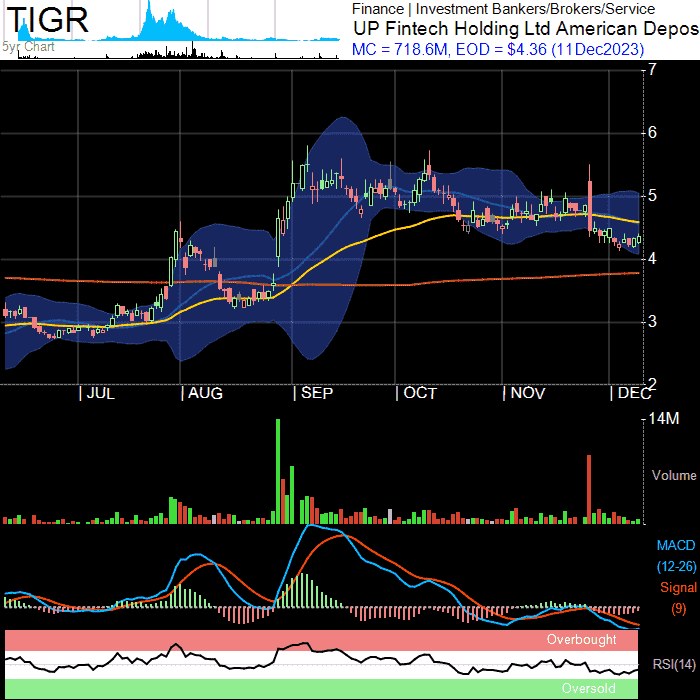 TIGR
5yr Chart
Finance | Investment Bankers/Brokers/Service
UP Fintech Holding Ltd American Depos
MC = 718.6M, EOD = $4.36 (11Dec2023)
7
6
5
4
3
2
| JUL | AUG | SEP | OCT | NOV | DEC
14M
Volume
MACD
(12-26)
Signal
(9)
Overbought
RSI(14)
Oversold